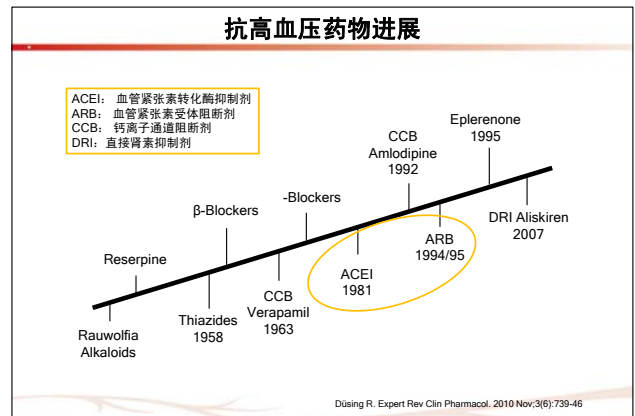 抗高血压药物进展
ACEI： 血管紧张素转化酶抑制剂
ARB： 血管紧张素受体阻断剂
CCB： 钙离子通道阻断剂
DRI：直接肾素抑制剂
Eplerenone
1995
CCB
Amlodipine
1992
-Blockers
β-Blockers
Reserpine
DRI Aliskiren
2007
ARB
1994/95
ACEI
1981
CCB
Verapamil
1963
Thiazides
1958
Rauwolfia
Alkaloids
Düsing R. Expert Rev Clin Pharmacol. 2010 Nov;3(6):739-46